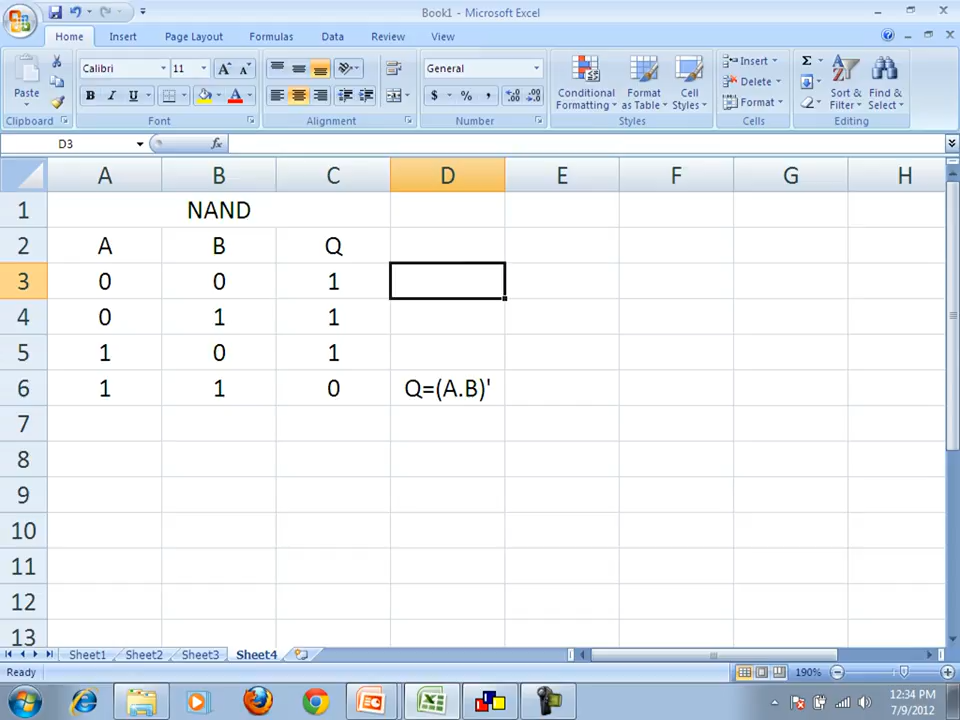 Book1 - Microsoft Excel
Home Insert Page Layout Formulas Data Review View
Paste
Calibri 11 A A
B I U A
General
$ % , .00 .0
Conditional Formatting
Format as Table
Cell Styles
Insert
Delete
Format
Σ
Sort & Filter
Find & Select
Clipboard Font Alignment Number Styles Cells Editing
D3 fx
A B C D E F G H
1 NAND
2 A B Q
3 0 0 1
4 0 1 1
5 1 0 1
6 1 1 0 Q=(A.B)'
7
8
9
10
11
12
13
Sheet1 Sheet2 Sheet3 Sheet4
Ready 190%
12:34 PM
7/9/2012